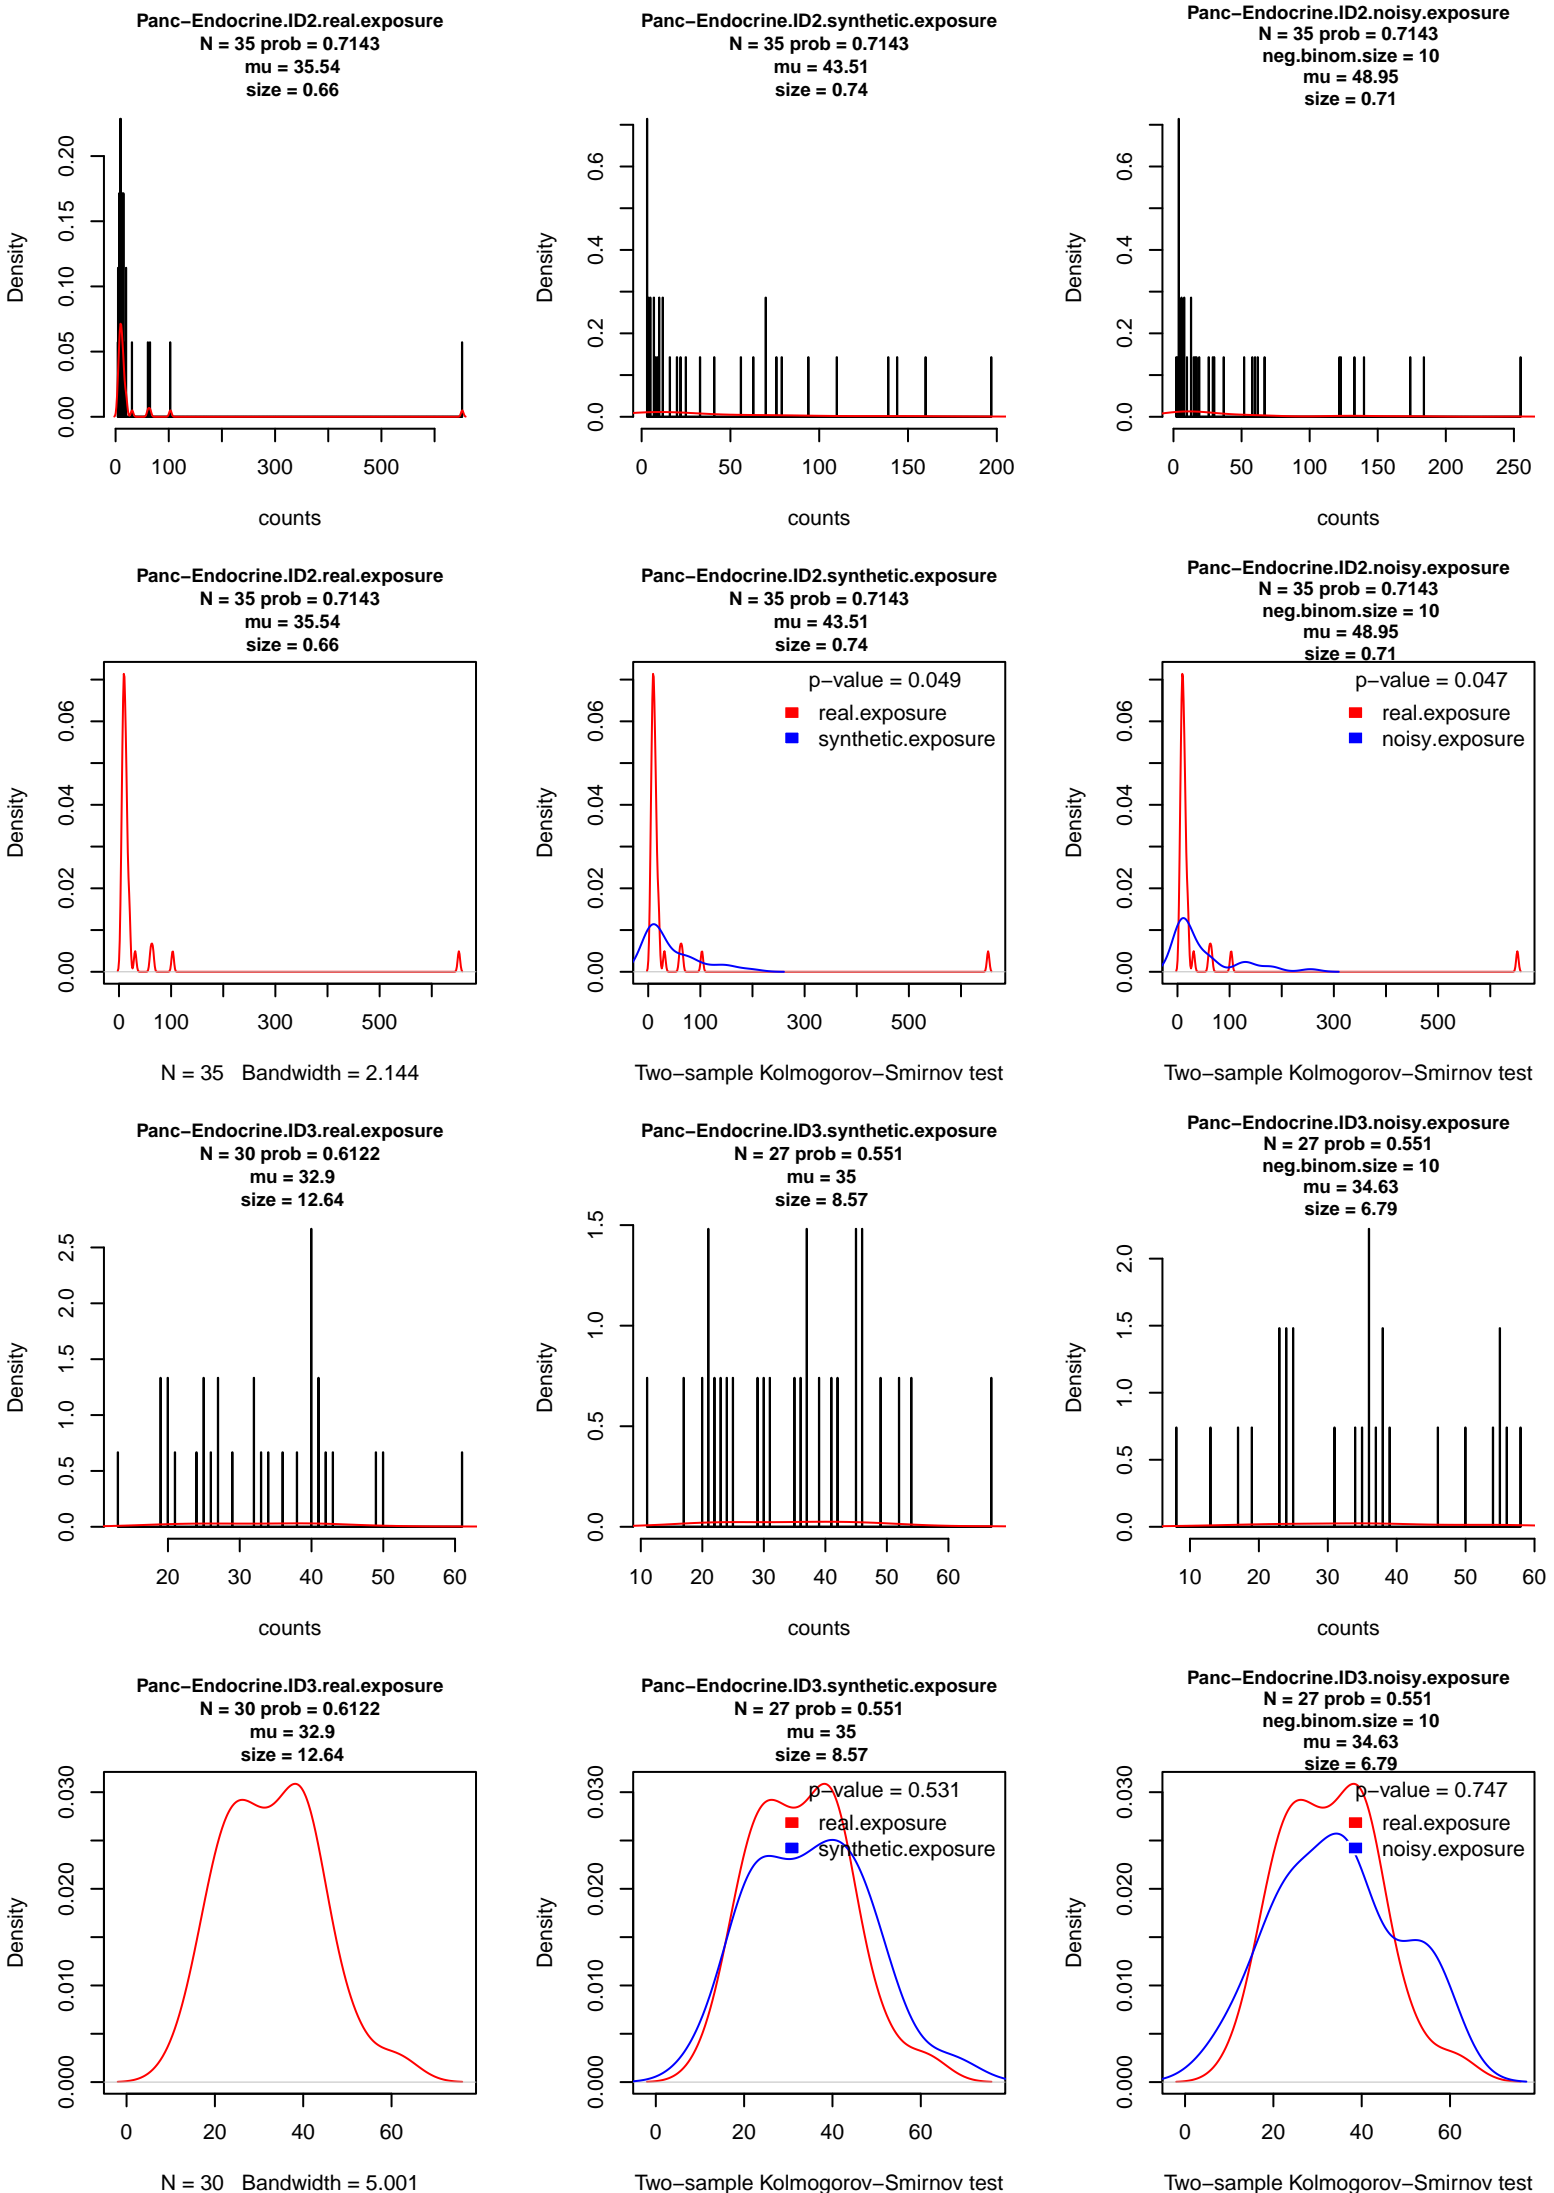 Panc−Endocrine.ID2.real.exposure
N = 35 prob = 0.7143
mu = 35.54
size = 0.66
Density
0.00 0.05 0.10 0.15 0.20
0 100 300 500
counts
Panc−Endocrine.ID2.synthetic.exposure
N = 35 prob = 0.7143
mu = 43.51
size = 0.74
Density
0.0 0.2 0.4 0.6
0 50 100 150 200
counts
Panc−Endocrine.ID2.noisy.exposure
N = 35 prob = 0.7143
neg.binom.size = 10
mu = 48.95
size = 0.71
Density
0.0 0.2 0.4 0.6
0 50 100 150 200 250
counts
Panc−Endocrine.ID2.real.exposure
N = 35 prob = 0.7143
mu = 35.54
size = 0.66
Density
0.00 0.02 0.04 0.06
0 100 300 500
N = 35 Bandwidth = 2.144
Panc−Endocrine.ID2.synthetic.exposure
N = 35 prob = 0.7143
mu = 43.51
size = 0.74
p−value = 0.049
real.exposure
synthetic.exposure
Density
0.00 0.02 0.04 0.06
0 100 300 500
Two−sample Kolmogorov−Smirnov test
Panc−Endocrine.ID2.noisy.exposure
N = 35 prob = 0.7143
neg.binom.size = 10
mu = 48.95
size = 0.71
p−value = 0.047
real.exposure
noisy.exposure
Density
0.00 0.02 0.04 0.06
0 100 300 500
Two−sample Kolmogorov−Smirnov test
Panc−Endocrine.ID3.real.exposure
N = 30 prob = 0.6122
mu = 32.9
size = 12.64
Density
0.0 0.5 1.0 1.5 2.0 2.5
20 30 40 50 60
counts
Panc−Endocrine.ID3.synthetic.exposure
N = 27 prob = 0.551
mu = 35
size = 8.57
Density
0.0 0.5 1.0 1.5
10 20 30 40 50 60
counts
Panc−Endocrine.ID3.noisy.exposure
N = 27 prob = 0.551
neg.binom.size = 10
mu = 34.63
size = 6.79
Density
0.0 0.5 1.0 1.5 2.0
10 20 30 40 50 60
counts
Panc−Endocrine.ID3.real.exposure
N = 30 prob = 0.6122
mu = 32.9
size = 12.64
Density
0.000 0.010 0.020 0.030
0 20 40 60
N = 30 Bandwidth = 5.001
Panc−Endocrine.ID3.synthetic.exposure
N = 27 prob = 0.551
mu = 35
size = 8.57
p−value = 0.531
real.exposure
synthetic.exposure
Density
0.000 0.010 0.020 0.030
0 20 40 60
Two−sample Kolmogorov−Smirnov test
Panc−Endocrine.ID3.noisy.exposure
N = 27 prob = 0.551
neg.binom.size = 10
mu = 34.63
size = 6.79
p−value = 0.747
real.exposure
noisy.exposure
Density
0.000 0.010 0.020 0.030
0 20 40 60
Two−sample Kolmogorov−Smirnov test